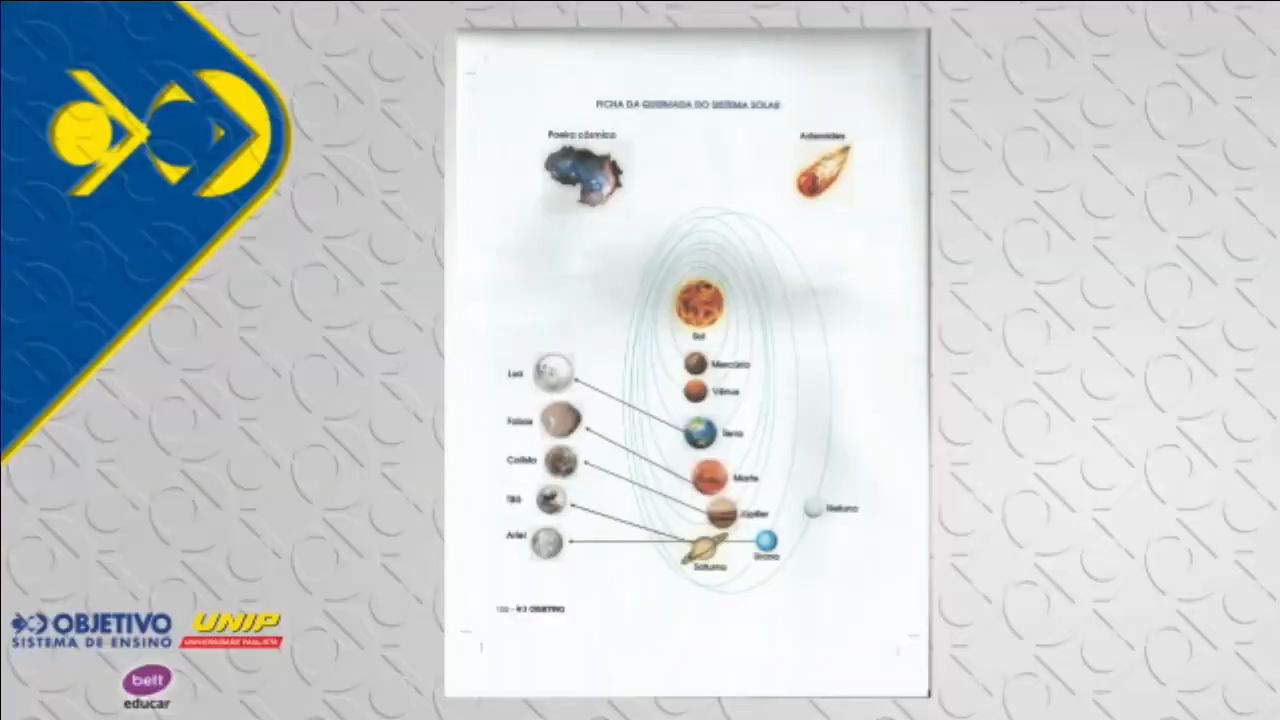 FICHA DA QUEIMADA DO SISTEMA SOLAR
Poeira cósmica
Asteroides
Sol
Mercúrio
Vênus
Lua
Terra
Fobos
Marte
Calisto
Júpiter
Netuno
Ariel
Urano
Saturno
OBJETIVO
OBJETIVO
SISTEMA DE ENSINO
UNIP
UNIVERSIDADE PAULISTA
belt
educar